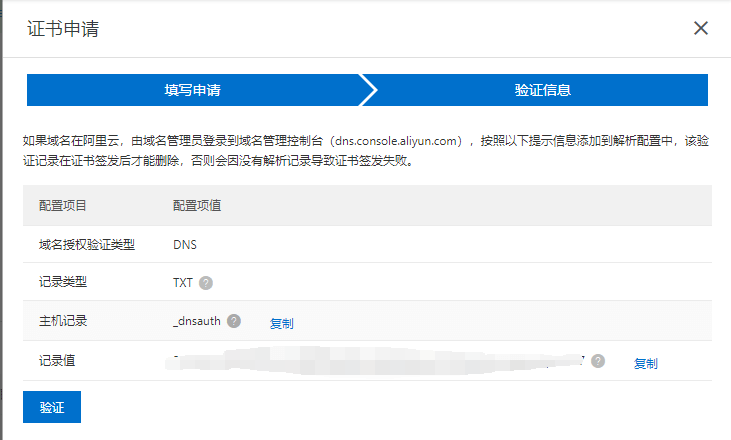 证书申请
填写申请
验证信息
如果域名在阿里云，由域名管理员登录到域名管理控制台（dns.console.aliyun.com），按照以下提示信息添加到解析配置中，该验
证记录在证书签发后才能删除，否则会因没有解析记录导致证书签发失败。
配置项目 配置项值
域名授权验证类型 DNS
记录类型 TXT ?
主机记录 _dnsauth ? 复制
记录值 ? 复制
验证